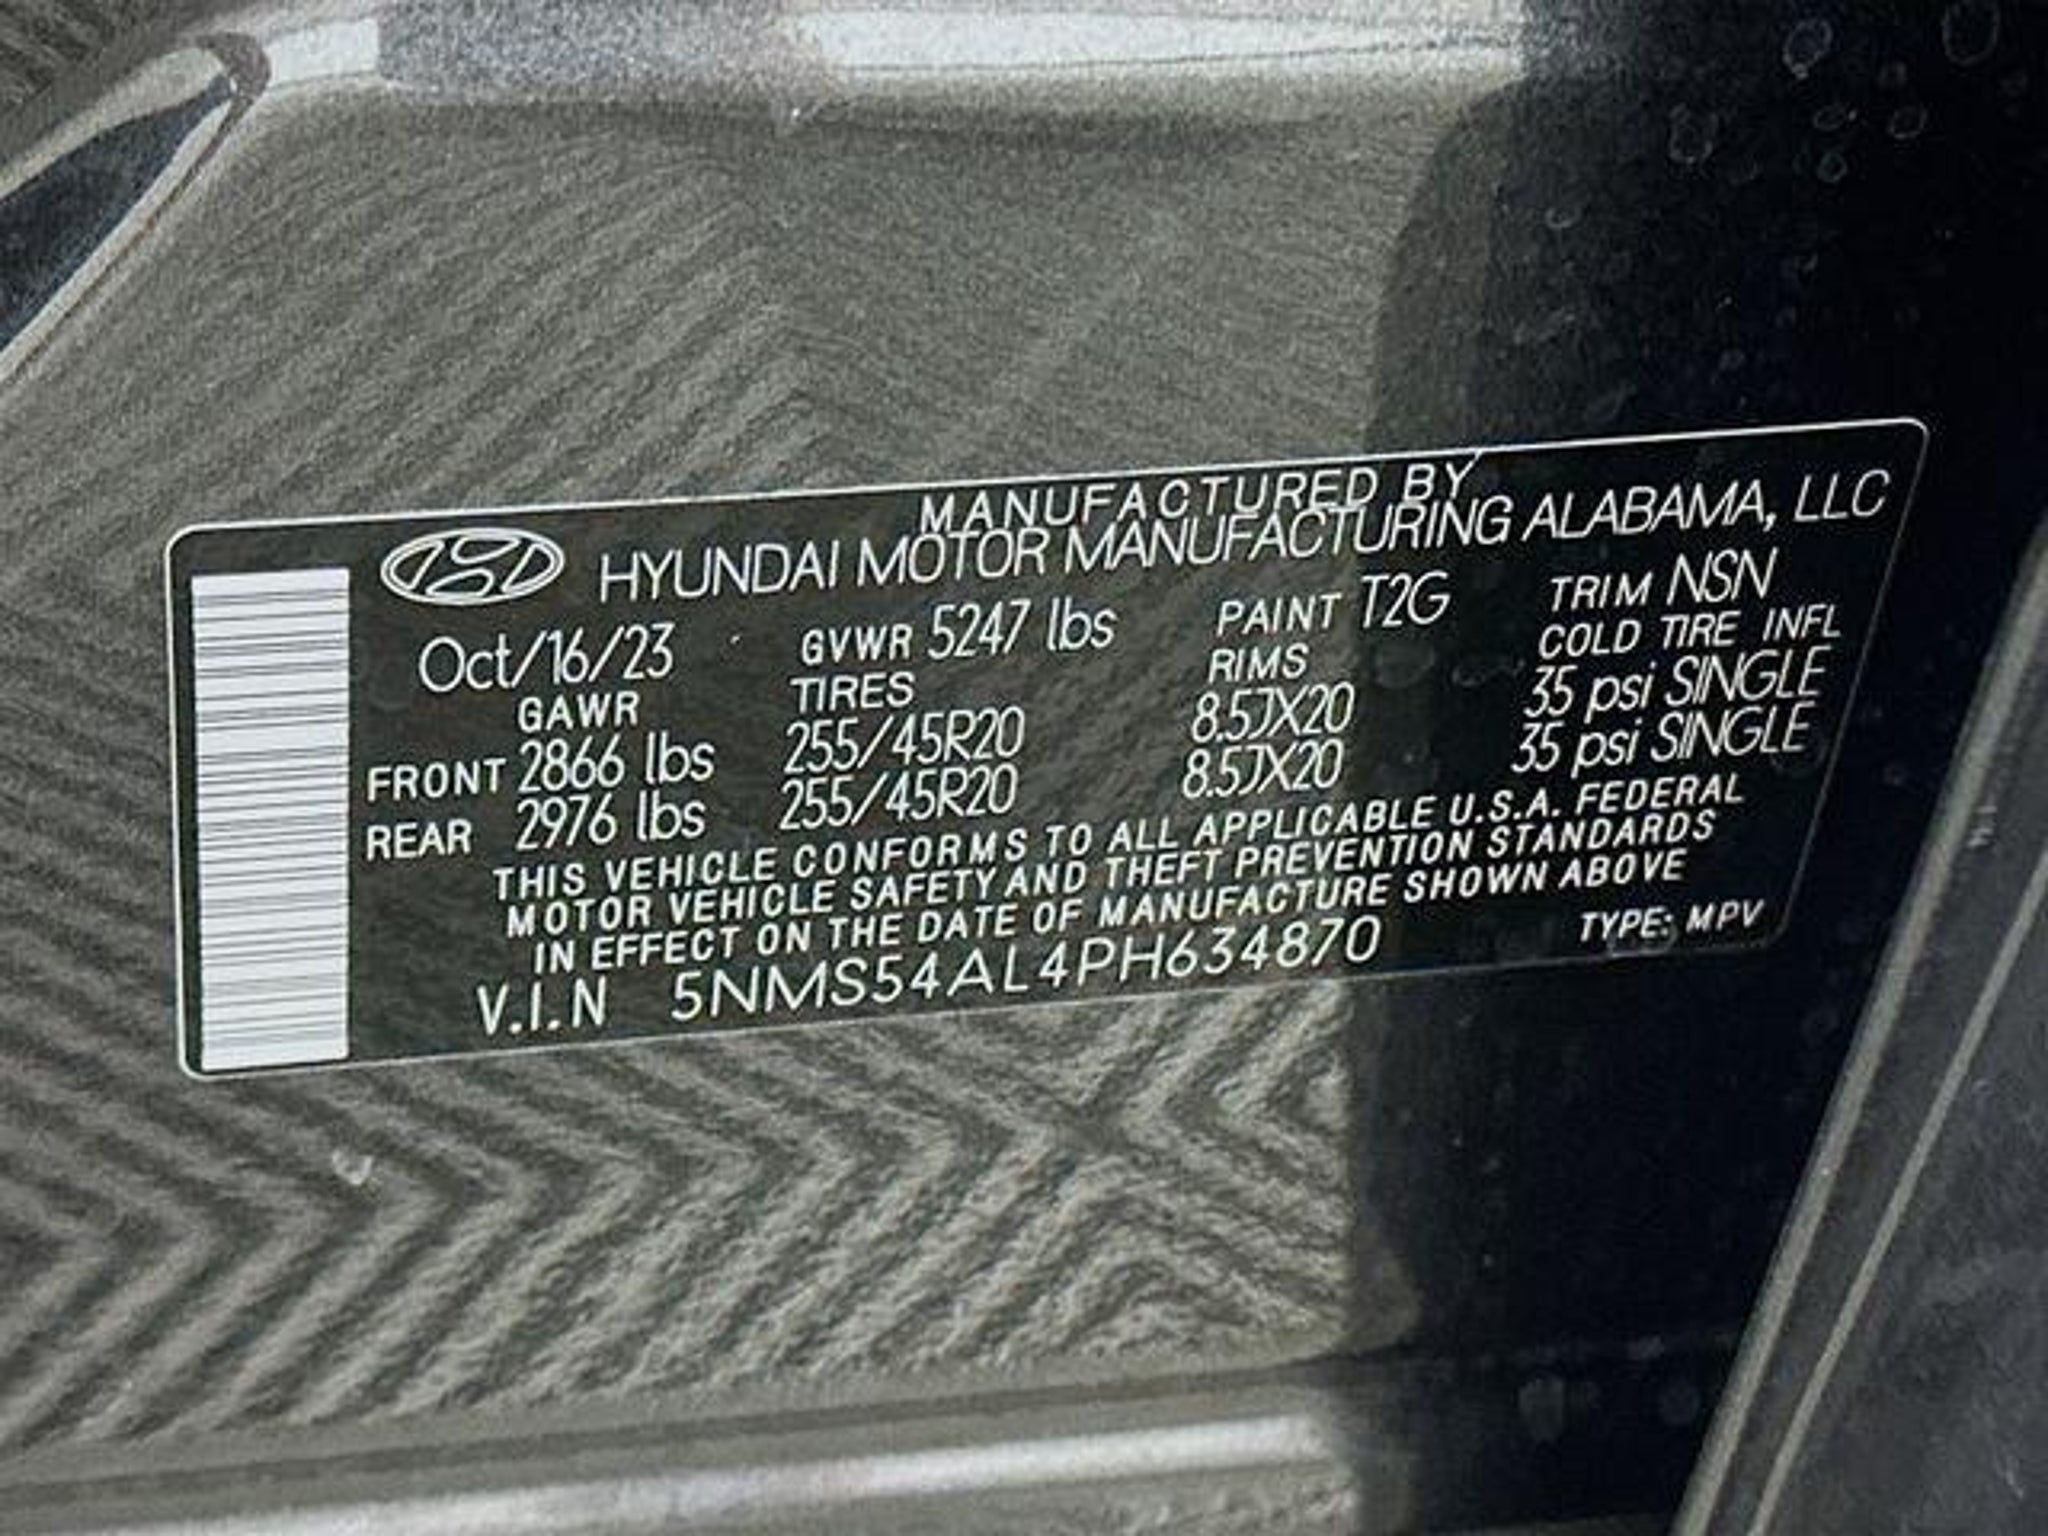 MANUFACTURED BY
HYUNDAI MOTOR MANUFACTURING ALABAMA, LLC
Oct/16/23 GVWR 5247 lbs PAINT T2G TRIM NSN
GAWR TIRES RIMS COLD TIRE INFL
FRONT 2866 lbs 255/45R20 8.5JX20 35 psi SINGLE
REAR 2976 lbs 255/45R20 8.5JX20 35 psi SINGLE
THIS VEHICLE CONFORMS TO ALL APPLICABLE U.S.A. FEDERAL
MOTOR VEHICLE SAFETY AND THEFT PREVENTION STANDARDS
IN EFFECT ON THE DATE OF MANUFACTURE SHOWN ABOVE
V.I.N 5NMS54AL4PH634870 TYPE: MPV